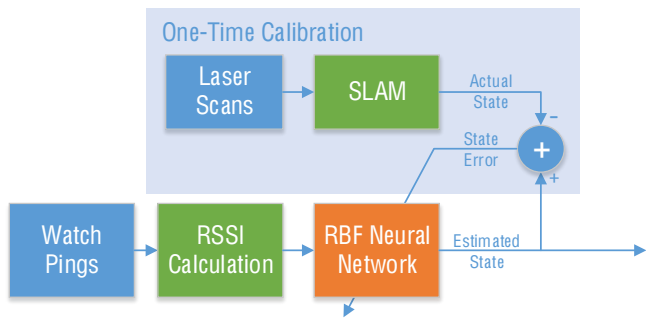 One-Time Calibration
Laser
Scans
SLAM
Actual
State
-
State
Error
+
+
Watch
Pings
RSSI
Calculation
RBF Neural
Network
Estimated
State